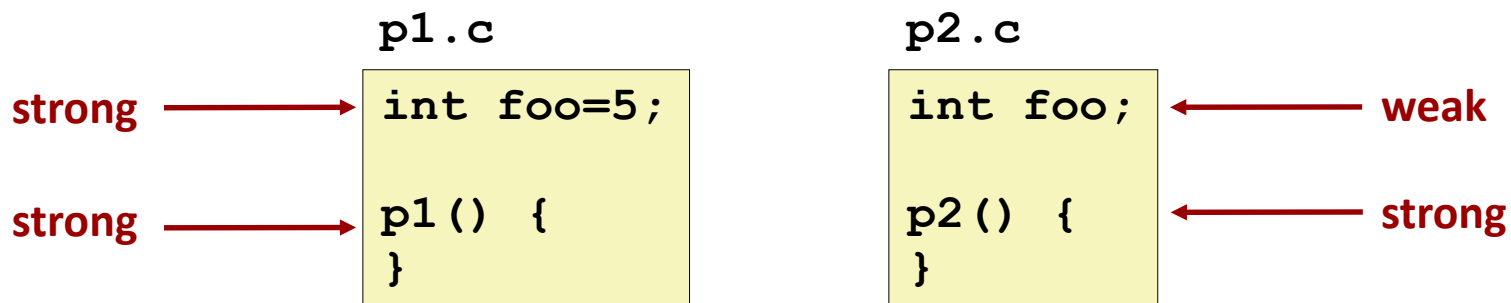 p1.c
p2.c
strong
int foo=5;
int foo;
weak
strong
p1() {
p2() {
strong
}
}